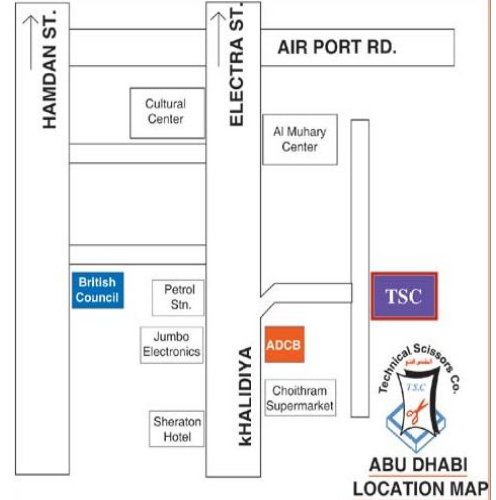 HAMDAN ST.
ELECTRA ST.
AIR PORT RD.
Cultural
Center
Al Muhary
Center
British
Council
Petrol
Stn.
TSC
Jumbo
Electronics
ADCB
kHALIDIYA
Choithram
Supermarket
Sheraton
Hotel
Technical Scissors Co.
T.S.C
ABU DHABI
LOCATION MAP